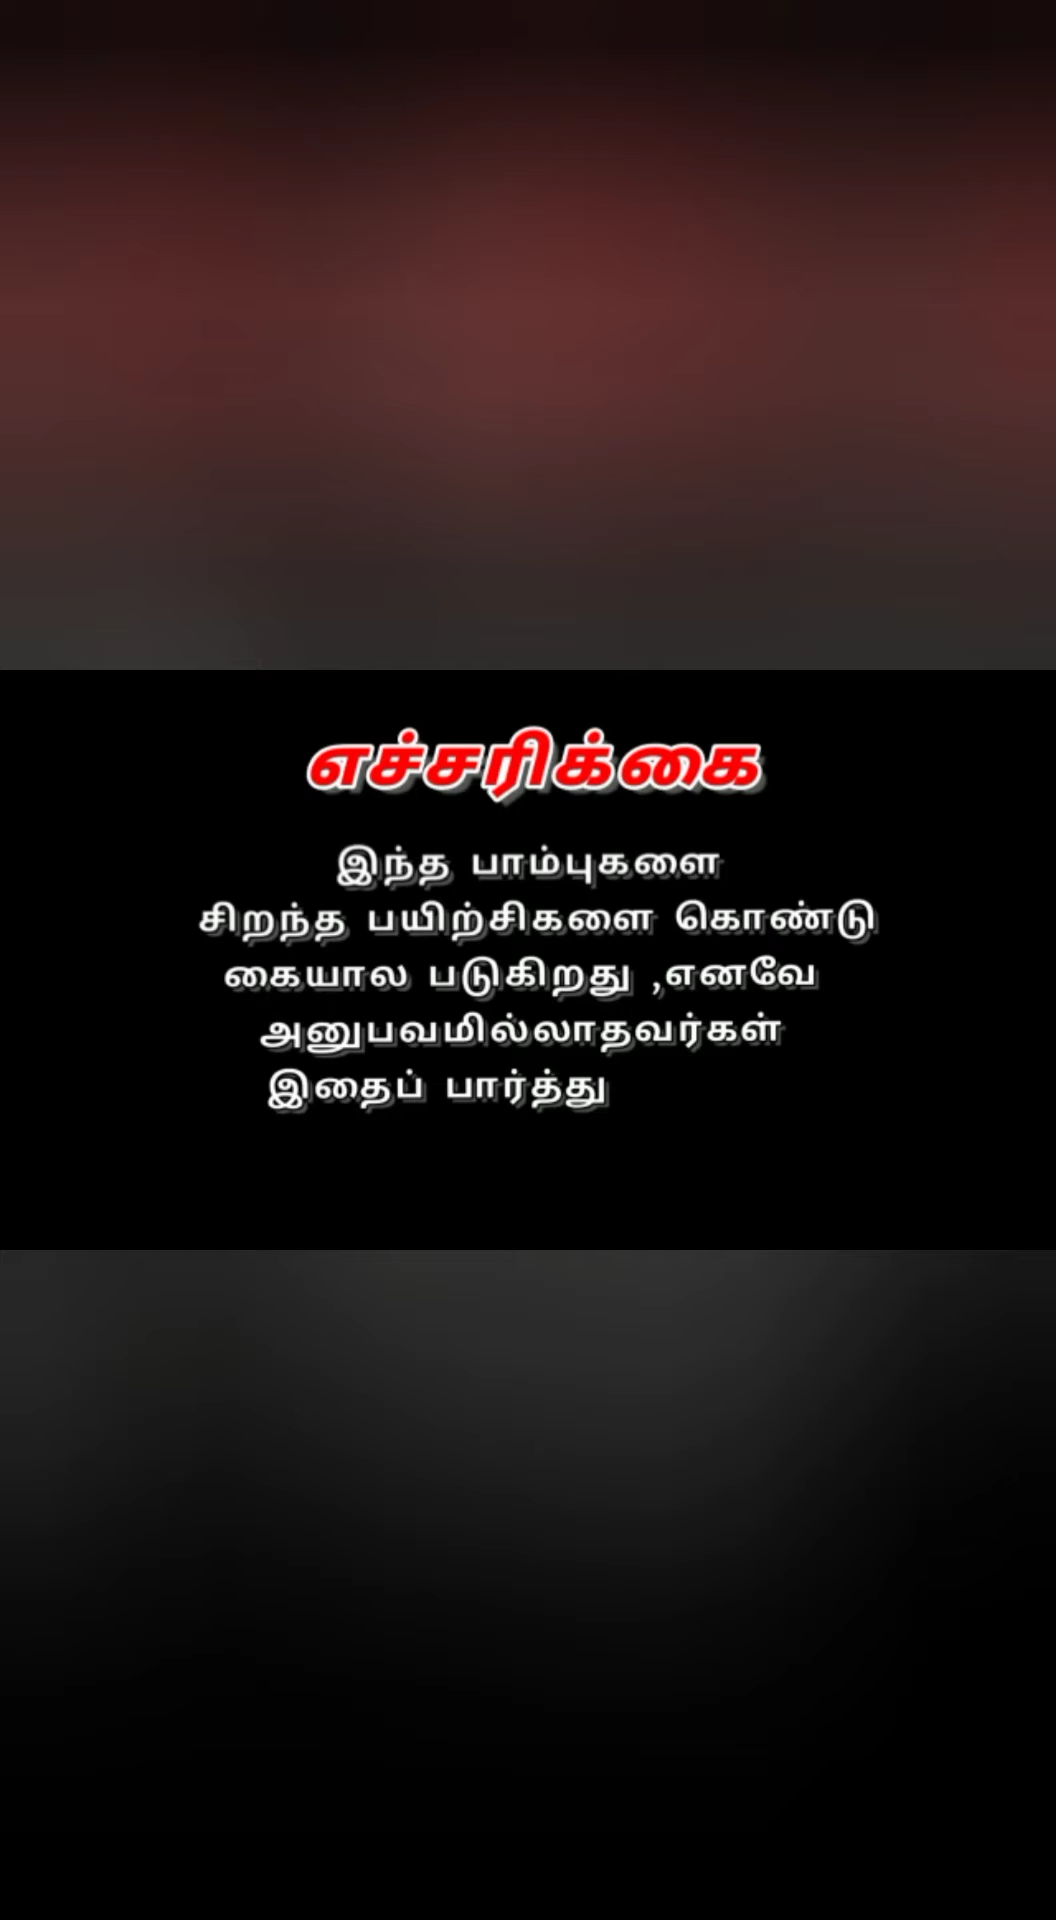 எச்சரிக்கை
இந்த பாம்புகளை
சிறந்த பயிற்சிகளை கொண்டு
கையால படுகிறது ,எனவே
அனுபவமில்லாதவர்கள்
இதைப் பார்த்து